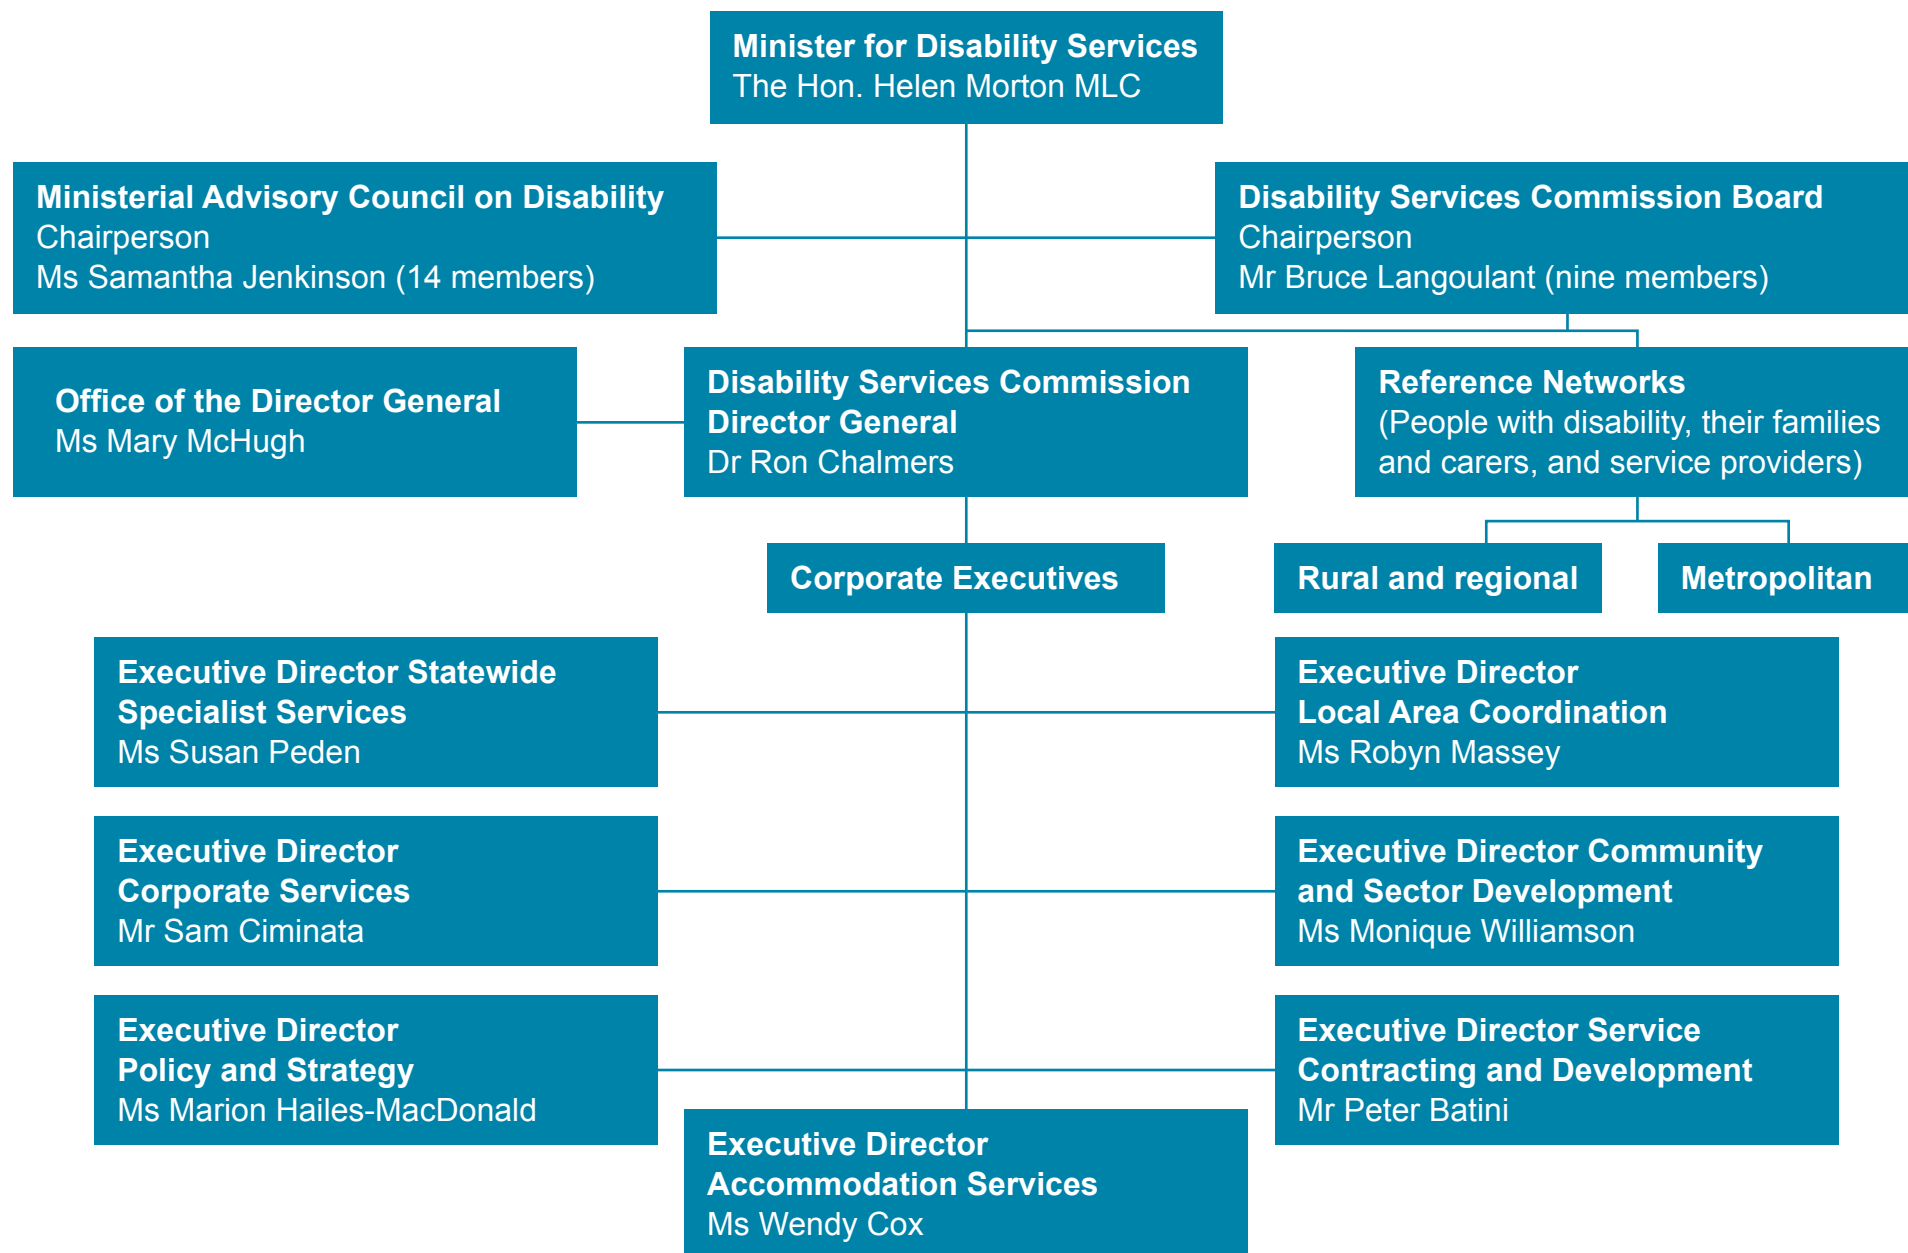 Minister for Disability Services
The Hon. Helen Morton MLC
Ministerial Advisory Council on Disability
Chairperson
Ms Samantha Jenkinson (14 members)
Disability Services Commission Board
Chairperson
Mr Bruce Langoulant (nine members)
Office of the Director General
Ms Mary McHugh
Disability Services Commission
Director General
Dr Ron Chalmers
Reference Networks
(People with disability, their families
and carers, and service providers)
Corporate Executives
Rural and regional
Metropolitan
Executive Director Statewide
Specialist Services
Ms Susan Peden
Executive Director
Local Area Coordination
Ms Robyn Massey
Executive Director
Corporate Services
Mr Sam Ciminata
Executive Director Community
and Sector Development
Ms Monique Williamson
Executive Director
Policy and Strategy
Ms Marion Hailes-MacDonald
Executive Director Service
Contracting and Development
Mr Peter Batini
Executive Director
Accommodation Services
Ms Wendy Cox